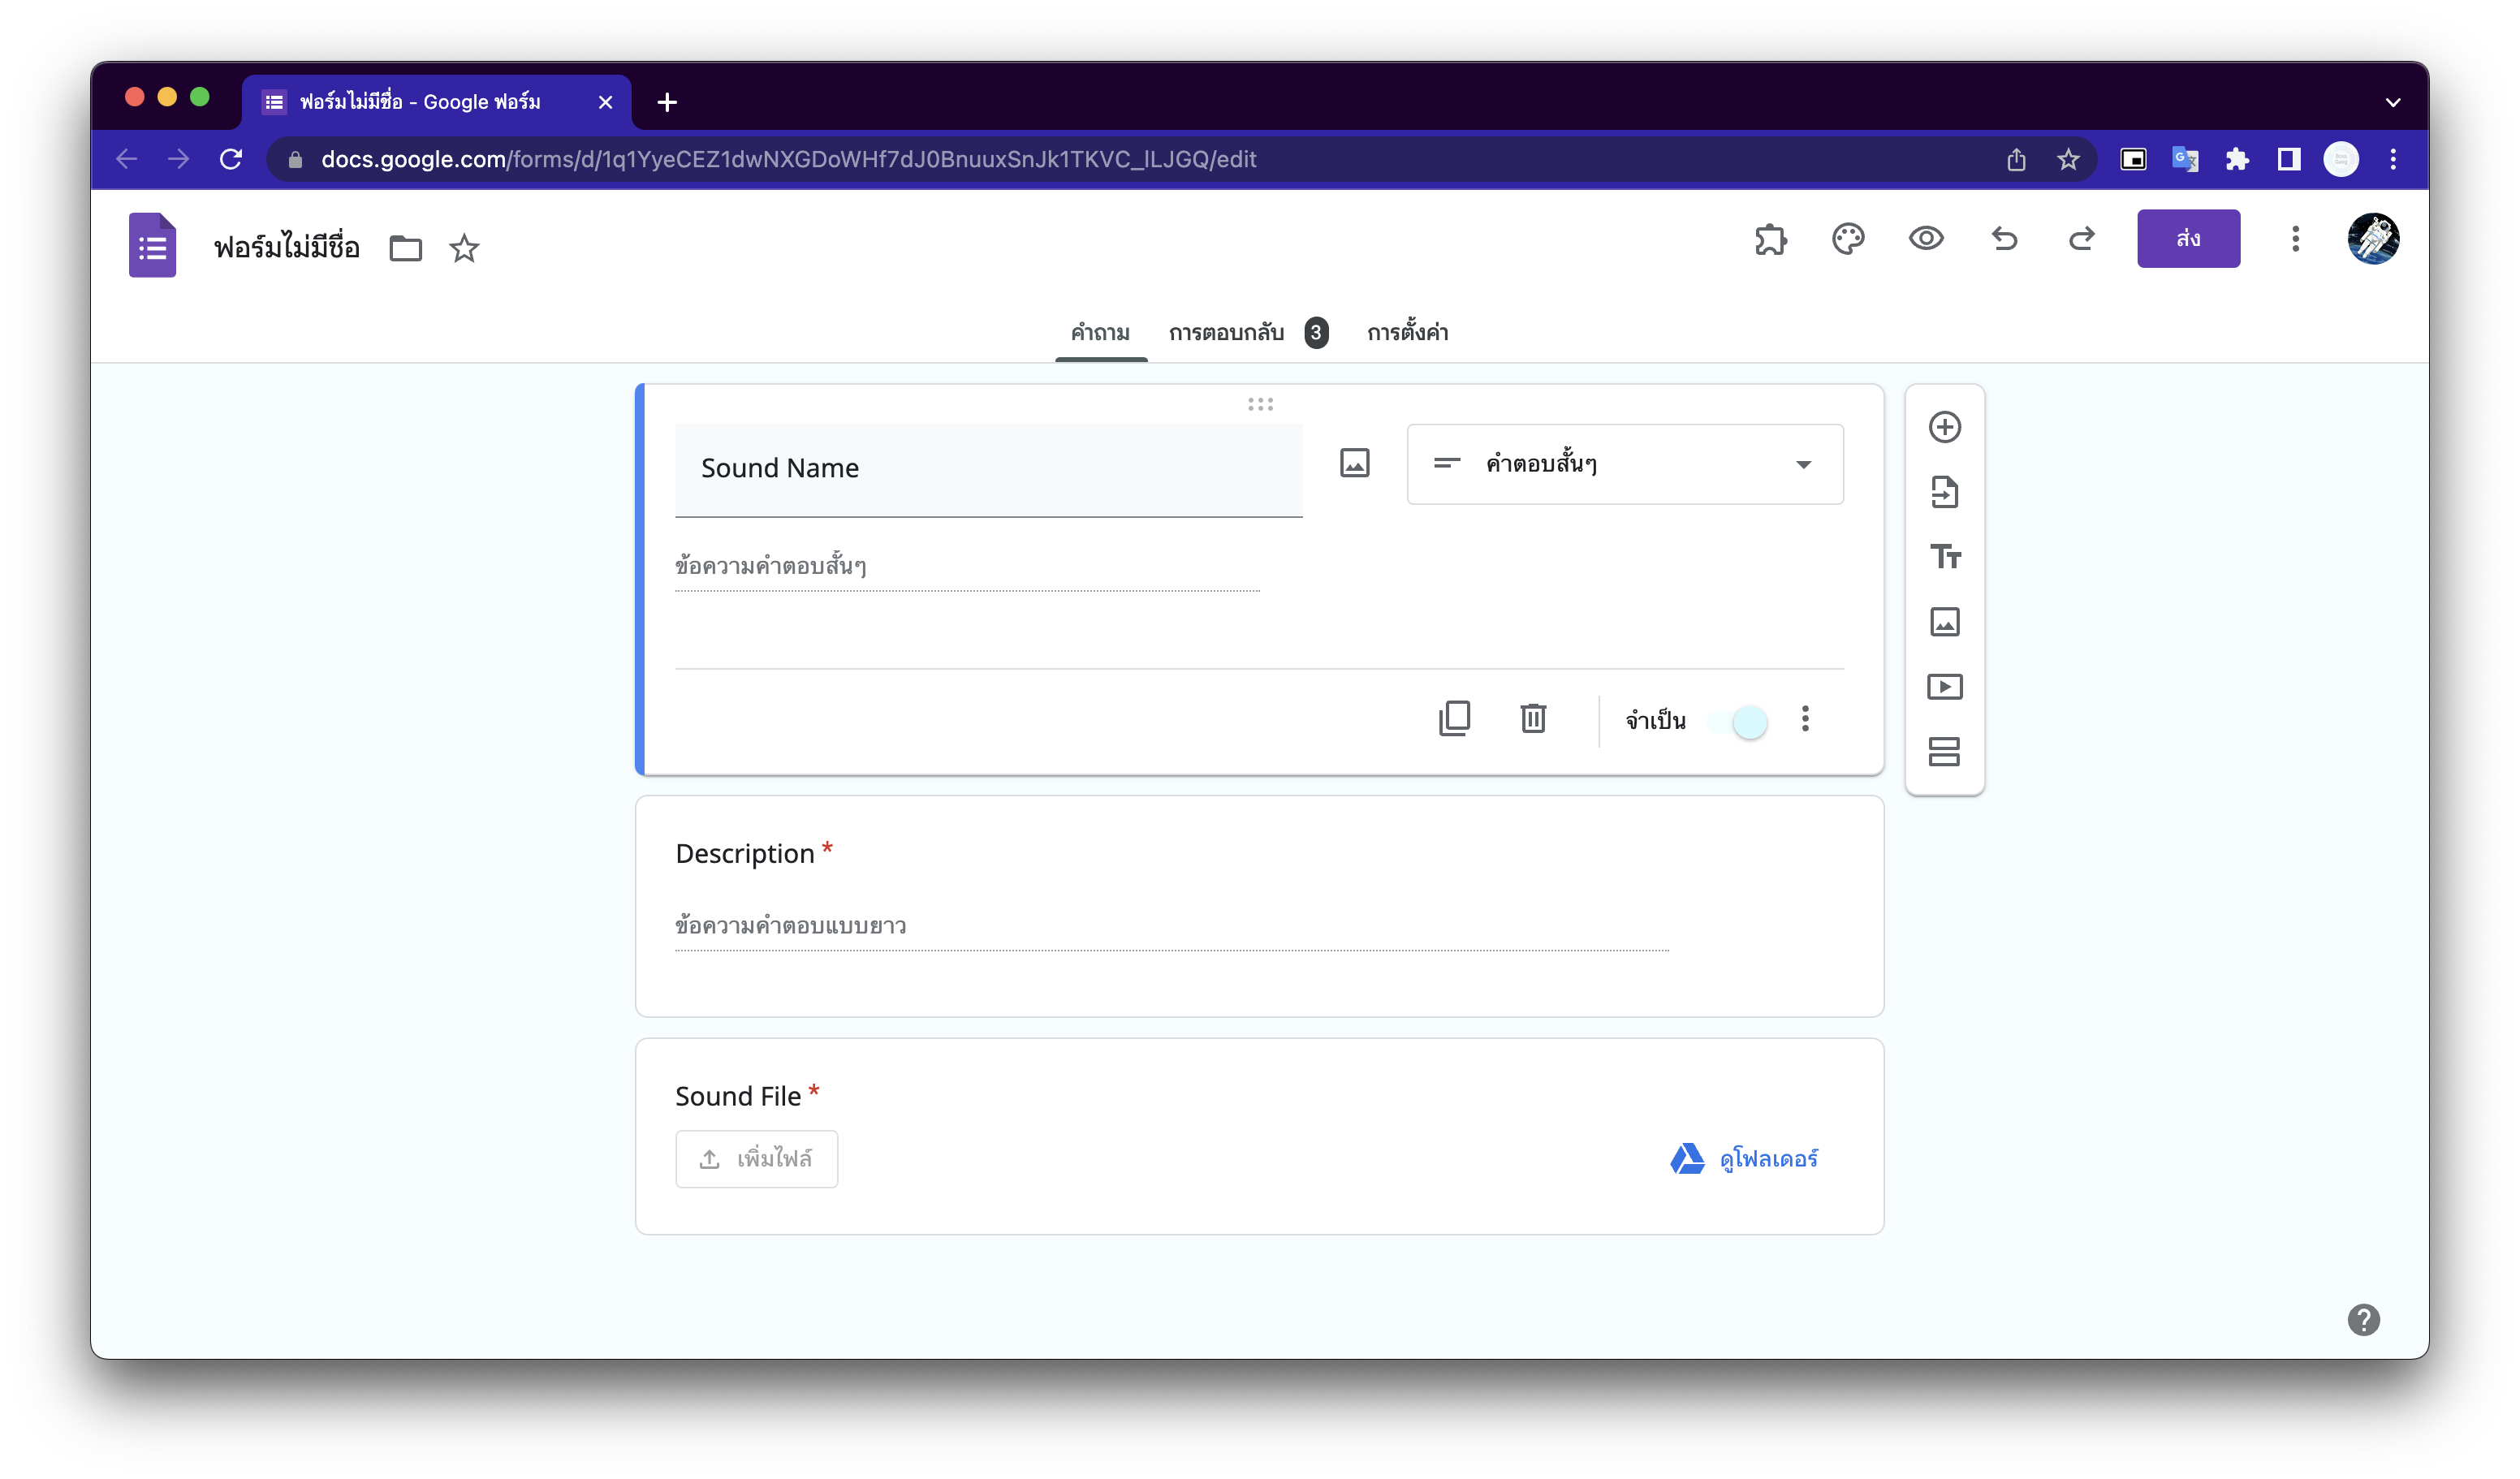 ฟอร์มไม่มีชื่อ - Google ฟอร์ม
docs.google.com/forms/d/1q1YyeCEZ1dwNXGDoWHf7dJ0BnuuxSnJk1TKVC_lLJGQ/edit
ฟอร์มไม่มีชื่อ
ส่ง
คำถาม การตอบกลับ 3 การตั้งค่า
Sound Name
คำตอบสั้นๆ
ข้อความคำตอบสั้นๆ
จำเป็น
Description *
ข้อความคำตอบแบบยาว
Sound File *
เพิ่มไฟล์
ดูโฟลเดอร์